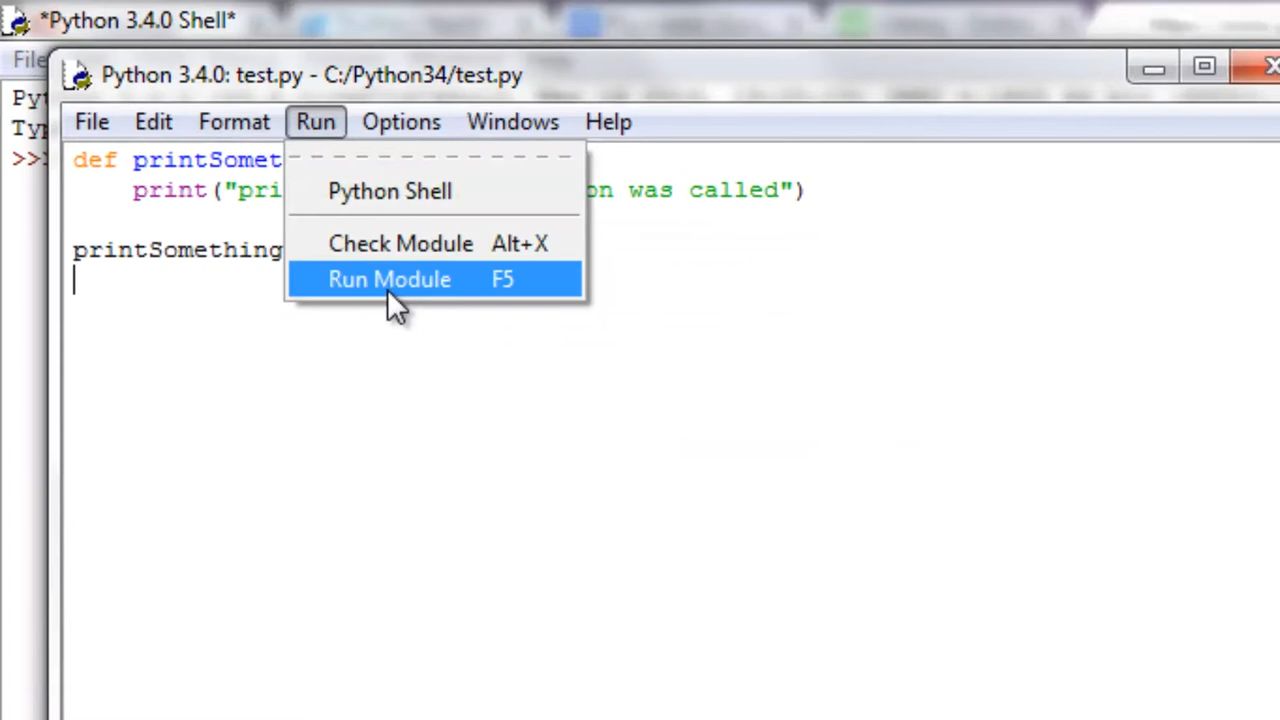 *Python 3.4.0 Shell*
File
Python 3.4.0: test.py - C:/Python34/test.py
File Edit Format Run Options Windows Help
Pyt
Typ
>>>
def printSomet
print("pri on was called")
printSomething
Python Shell
Check Module Alt+X
Run Module F5